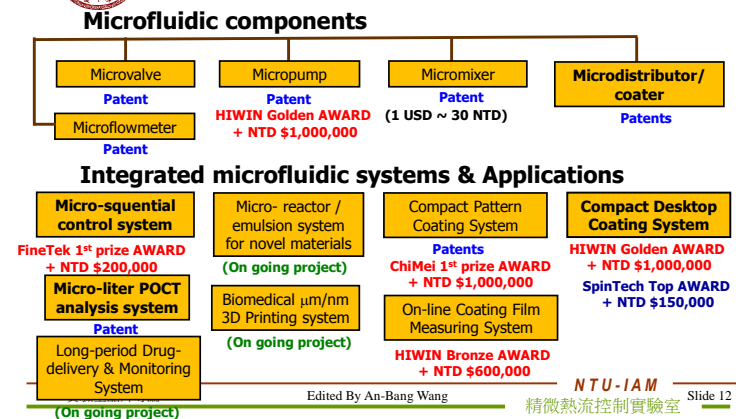 Microfluidic components
Microvalve
Patent
Micropump
HIWIN Golden AWARD
+ NTD $1,000,000
Micromixer
Patent
(1 USD ~ 30 NTD)
Microdistributor/
coater
Patents
Microflowmeter
Patent
Integrated microfluidic systems & Applications
Micro-squential
control system
FineTek 1st prize AWARD
+ NTD $200,000
Micro-liter POCT
analysis system
Patent
Long-period Drug-
delivery & Monitoring
System
(On going project)
Micro- reactor /
emulsion system
for novel materials
(On going project)
Biomedical μm/nm
3D Printing system
(On going project)
Compact Pattern
Coating System
Patents
ChiMei 1st prize AWARD
+ NTD $1,000,000
On-line Coating Film
Measuring System
HIWIN Bronze AWARD
+ NTD $600,000
Compact Desktop
Coating System
HIWIN Golden AWARD
+ NTD $1,000,000
SpinTech Top AWARD
+ NTD $150,000
Edited By An-Bang Wang
NTU-IAM
精微熱流控制實驗室
Slide 12